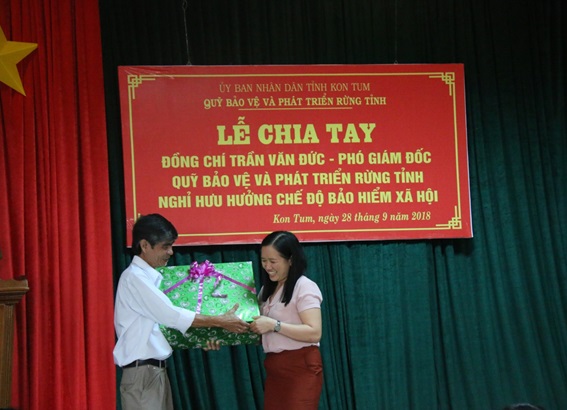 ỦY BAN NHÂN DÂN TỈNH KON TUM
QUỸ BẢO VỆ VÀ PHÁT TRIỂN RỪNG TỈNH
LỄ CHIA TAY
ĐỒNG CHÍ TRẦN VĂN ĐỨC - PHÓ GIÁM ĐỐC
QUỸ BẢO VỆ VÀ PHÁT TRIỂN RỪNG TỈNH
NGHỈ HƯU HƯỞNG CHẾ ĐỘ BẢO HIỂM XÃ HỘI
Kon Tum, ngày 28 tháng 9 năm 2018